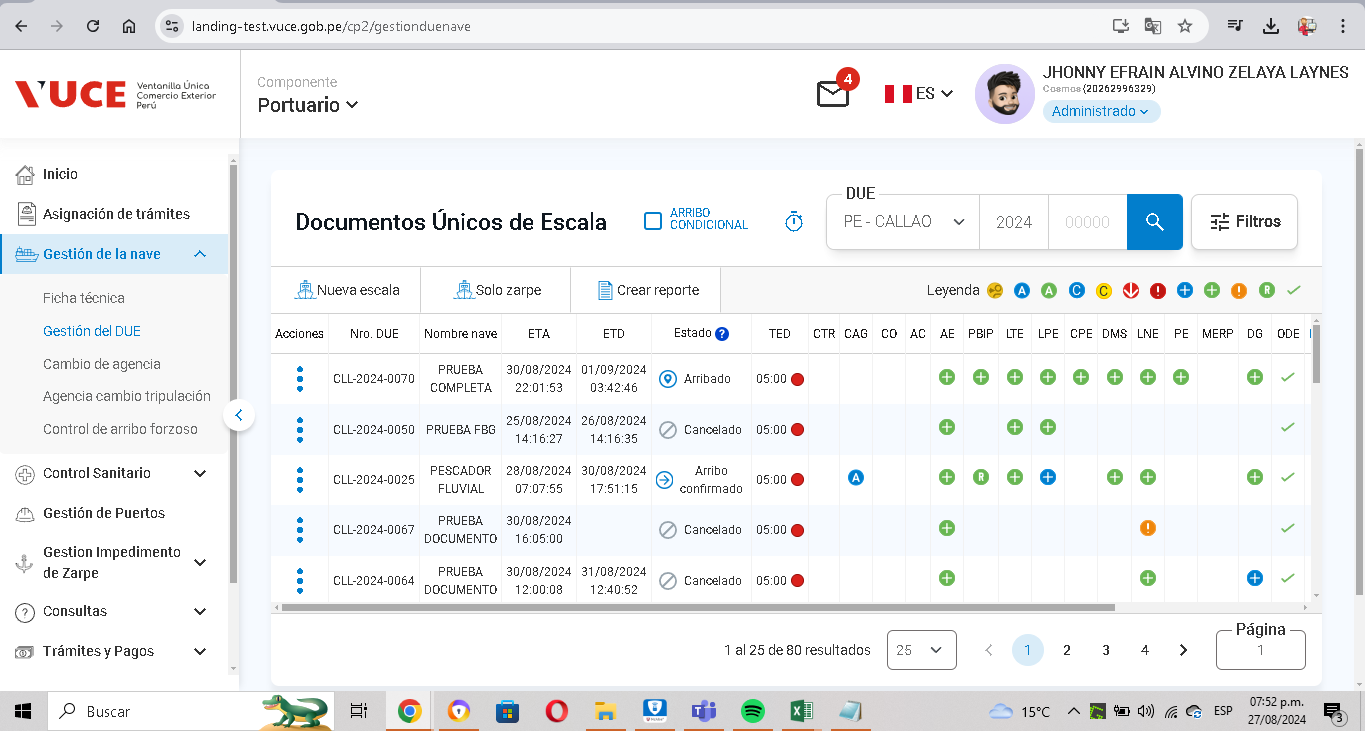 landing-test.vuce.gob.pe/cp2/gestionduenave
VUCE
Ventanilla Única
Comercio Exterior
Perú
Componente
Portuario
4
ES
JHONNY EFRAIN ALVINO ZELAYA LAYNES
Cosmos (20262996329)
Administrado
Inicio
Asignación de trámites
Gestión de la nave
Ficha técnica
Gestión del DUE
Cambio de agencia
Agencia cambio tripulación
Control de arribo forzoso
Control Sanitario
Gestión de Puertos
Gestion Impedimento
de Zarpe
Consultas
Trámites y Pagos
Documentos Únicos de Escala
ARRIBO
CONDICIONAL
DUE
PE - CALLAO
2024
00000
Filtros
Nueva escala
Solo zarpe
Crear reporte
Leyenda A A C C ! + + ! R
Acciones Nro. DUE Nombre nave ETA ETD Estado ? TED CTR CAG CO AC AE PBIP LTE LPE CPE DMS LNE PE MERP DG ODE
CLL-2024-0070 PRUEBA COMPLETA 30/08/2024 22:01:53 01/09/2024 03:42:46 Arribado 05:00
CLL-2024-0050 PRUEBA FBG 25/08/2024 14:16:27 26/08/2024 14:16:35 Cancelado 05:00
CLL-2024-0025 PESCADOR FLUVIAL 28/08/2024 07:07:55 30/08/2024 17:51:15 Arribo confirmado 05:00 A R
CLL-2024-0067 PRUEBA DOCUMENTO 30/08/2024 16:05:00 Cancelado 05:00 !
CLL-2024-0064 PRUEBA DOCUMENTO 30/08/2024 12:00:08 31/08/2024 12:40:52 Cancelado 05:00
1 al 25 de 80 resultados
25
1 2 3 4
Página
1
Buscar
15°C
ESP
07:52 p.m.
27/08/2024
3